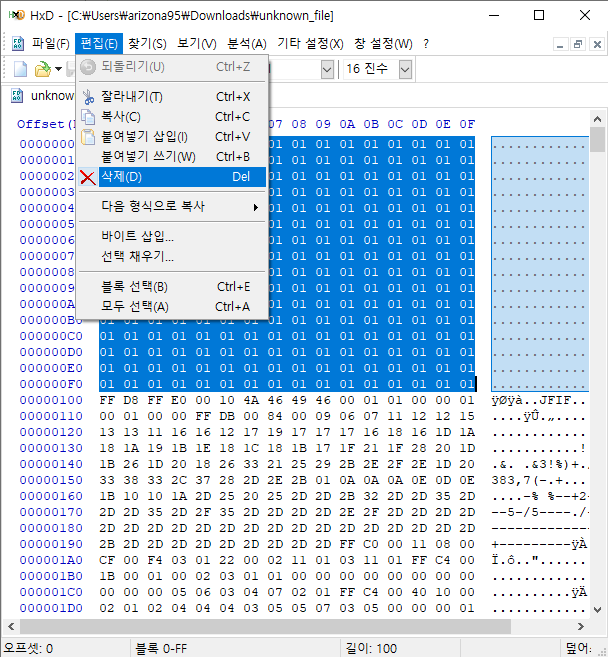 HxD - [C:₩Users₩arizona95₩Downloads₩unknown_file]
파일(F) 편집(E) 찾기(S) 보기(V) 분석(A) 기타 설정(X) 창 설정(W) ?
16 진수
unknow
되돌리기(U) Ctrl+Z
잘라내기(T) Ctrl+X
복사(C) Ctrl+C
붙여넣기 삽입(I) Ctrl+V
붙여넣기 쓰기(W) Ctrl+B
삭제(D) Del
다음 형식으로 복사
바이트 삽입...
선택 채우기...
블록 선택(B) Ctrl+E
모두 선택(A) Ctrl+A
Offset( 07 08 09 0A 0B 0C 0D 0E 0F
0000000 01 01 01 01 01 01 01 01 01
0000001 01 01 01 01 01 01 01 01 01
0000002 01 01 01 01 01 01 01 01 01
0000003 01 01 01 01 01 01 01 01 01
0000004 01 01 01 01 01 01 01 01 01
0000005 01 01 01 01 01 01 01 01 01
0000006 01 01 01 01 01 01 01 01 01
0000007 01 01 01 01 01 01 01 01 01
0000008 01 01 01 01 01 01 01 01 01
0000009 01 01 01 01 01 01 01 01 01
000000A 01 01 01 01 01 01 01 01 01
000000B0 01 01 01 01 01 01 01 01 01 01 01 01 01 01 01 01
000000C0 01 01 01 01 01 01 01 01 01 01 01 01 01 01 01 01
000000D0 01 01 01 01 01 01 01 01 01 01 01 01 01 01 01 01
000000E0 01 01 01 01 01 01 01 01 01 01 01 01 01 01 01 01
000000F0 01 01 01 01 01 01 01 01 01 01 01 01 01 01 01 01
00000100 FF D8 FF E0 00 10 4A 46 49 46 00 01 01 00 00 01 ÿØÿà..JFIF.....
00000110 00 01 00 00 FF DB 00 84 00 09 06 07 11 12 12 15 ....ÿÛ.„.......
00000120 13 13 11 16 16 12 17 19 17 17 17 16 18 16 1D 1A ...............
00000130 18 1A 19 1B 1E 18 1C 18 1B 17 1F 21 1F 28 20 1D ...........!
00000140 1B 26 1D 20 18 26 33 21 25 29 2B 2E 2F 2E 1D 20 .&. .&3!%)+.
00000150 33 38 33 2C 37 28 2D 2E 2B 01 0A 0A 0A 0E 0D 0E 383,7(-.+...
00000160 1B 10 10 1A 2D 25 20 25 2D 2D 2B 32 2D 2D 35 2D ....-% %--+2
00000170 2D 2D 35 2D 2F 35 2D 2D 2D 2D 2E 2F 2D 2D 2D 2D --5-/5----./
00000180 2D 2D 2D 2D 2D 2D 2D 2D 2D 2D 2D 2D 2D 2D 2D 2D ------------
00000190 2B 2D 2D 2D 2D 2D 2D 2D 2D 2D FF C0 00 11 08 00 +---------ÿÀ
000001A0 CF 00 F4 03 01 22 00 02 11 01 03 11 01 FF C4 00 Ï.ô.."......
000001B0 1B 00 01 00 02 03 01 01 00 00 00 00 00 00 00 00 ............
000001C0 00 00 00 05 06 03 04 07 02 01 FF C4 00 40 10 00 ..........ÿÄ
000001D0 02 01 02 04 04 04 03 05 05 07 03 05 00 00 00 01 ............
오프셋: 0 블록 0-FF 길이: 100 덮어